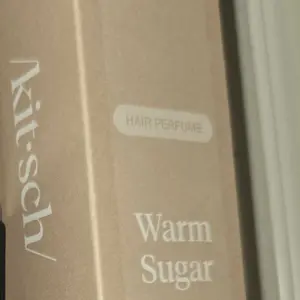 /kit·sch/
HAIR PERFUME
Warm
Sugar